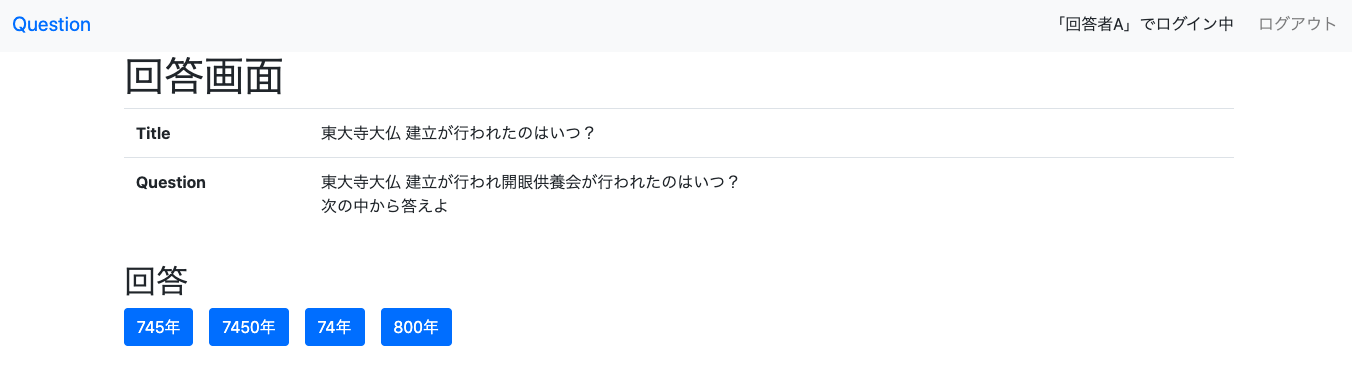 Question 「回答者A」でログイン中 ログアウト
回答画面
Title 東大寺大仏 建立が行われたのはいつ？
Question 東大寺大仏 建立が行われ開眼供養会が行われたのはいつ？
次の中から答えよ
回答
745年 7450年 74年 800年